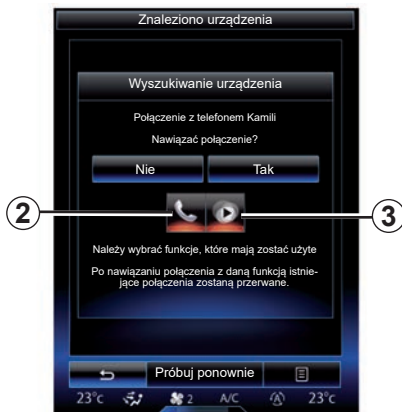 Znaleziono urządzenia
Wyszukiwanie urządzenia
Połączenie z telefonem Kamili
Nawiązać połączenie?
Nie Tak
2 3
Należy wybrać funkcje, które mają zostać użyte
Po nawiązaniu połączenia z daną funkcją istnie-
jące połączenia zostaną przerwane.
Próbuj ponownie
23°c 2 A/C A 23°c